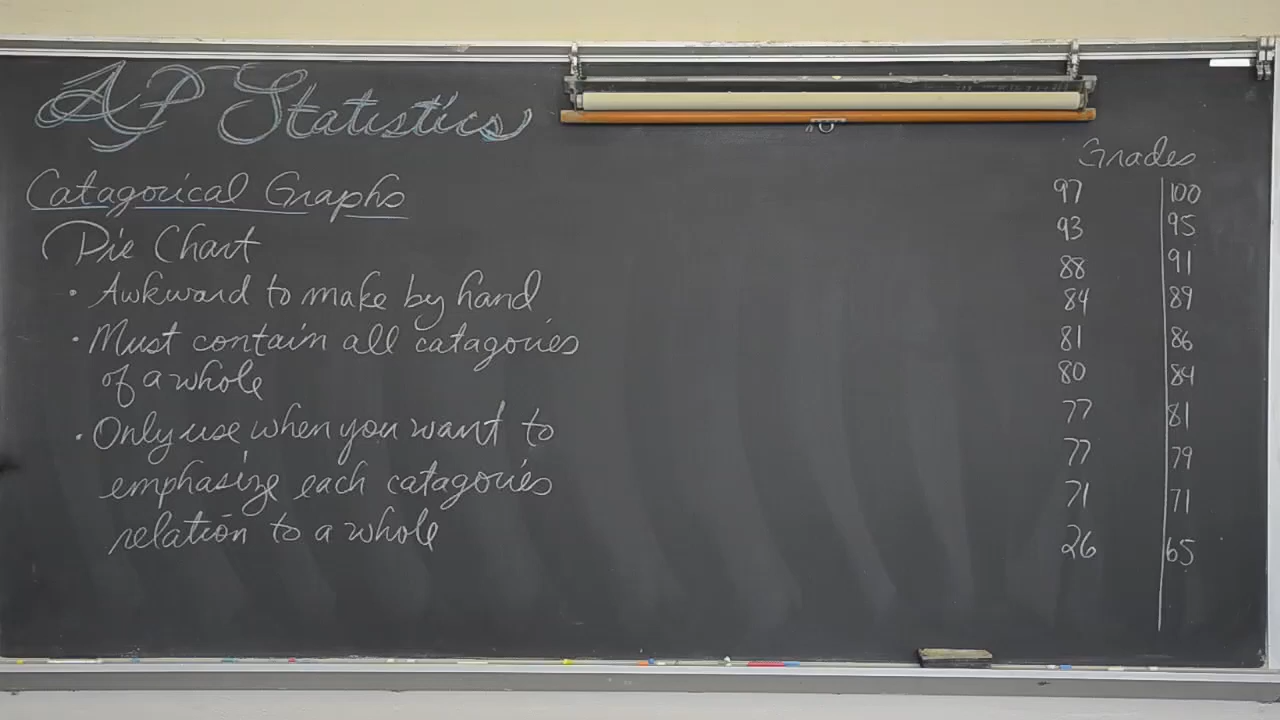 AP Statistics
Catagorical Graphs
Pie Chart
• Awkward to make by hand
• Must contain all catagories
of a whole
• Only use when you want to
emphasize each catagories
relation to a whole
Grades
97 100
93 95
88 91
84 89
81 86
80 84
77 81
77 79
71 71
26 65